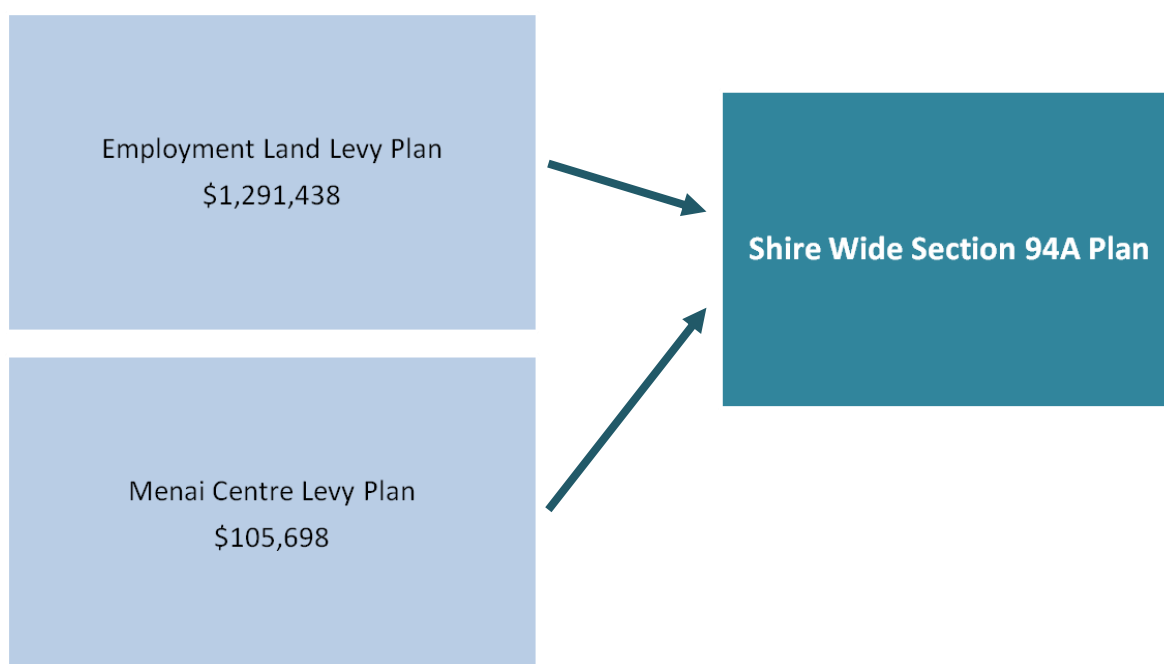 Employment Land Levy Plan
$1,291,438
Shire Wide Section 94A Plan
Menai Centre Levy Plan
$105,698